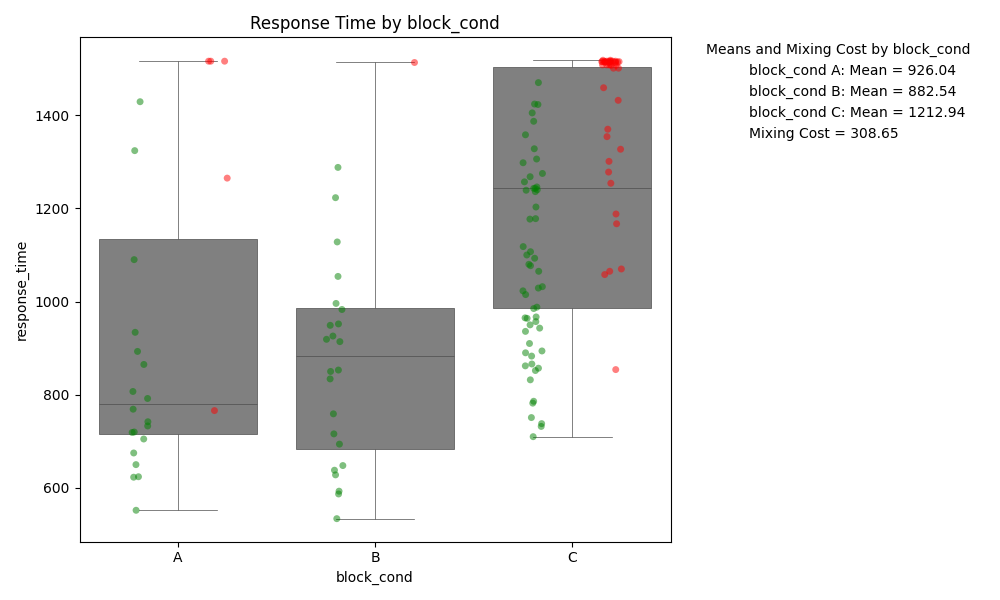 Response Time by block_cond
Means and Mixing Cost by block_cond
block_cond A: Mean = 926.04
block_cond B: Mean = 882.54
block_cond C: Mean = 1212.94
Mixing Cost = 308.65
response_time
1400
1200
1000
800
600
A B C
block_cond